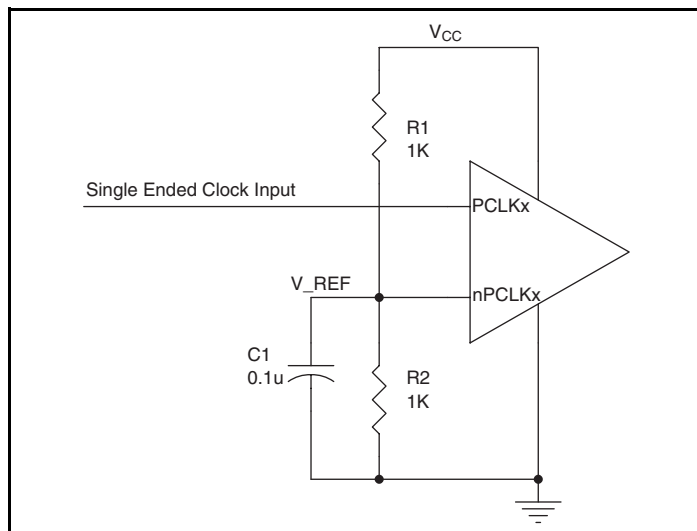 V_CC
R1
1K
Single Ended Clock Input
PCLKx
V_REF
nPCLKx
C1
0.1u
R2
1K